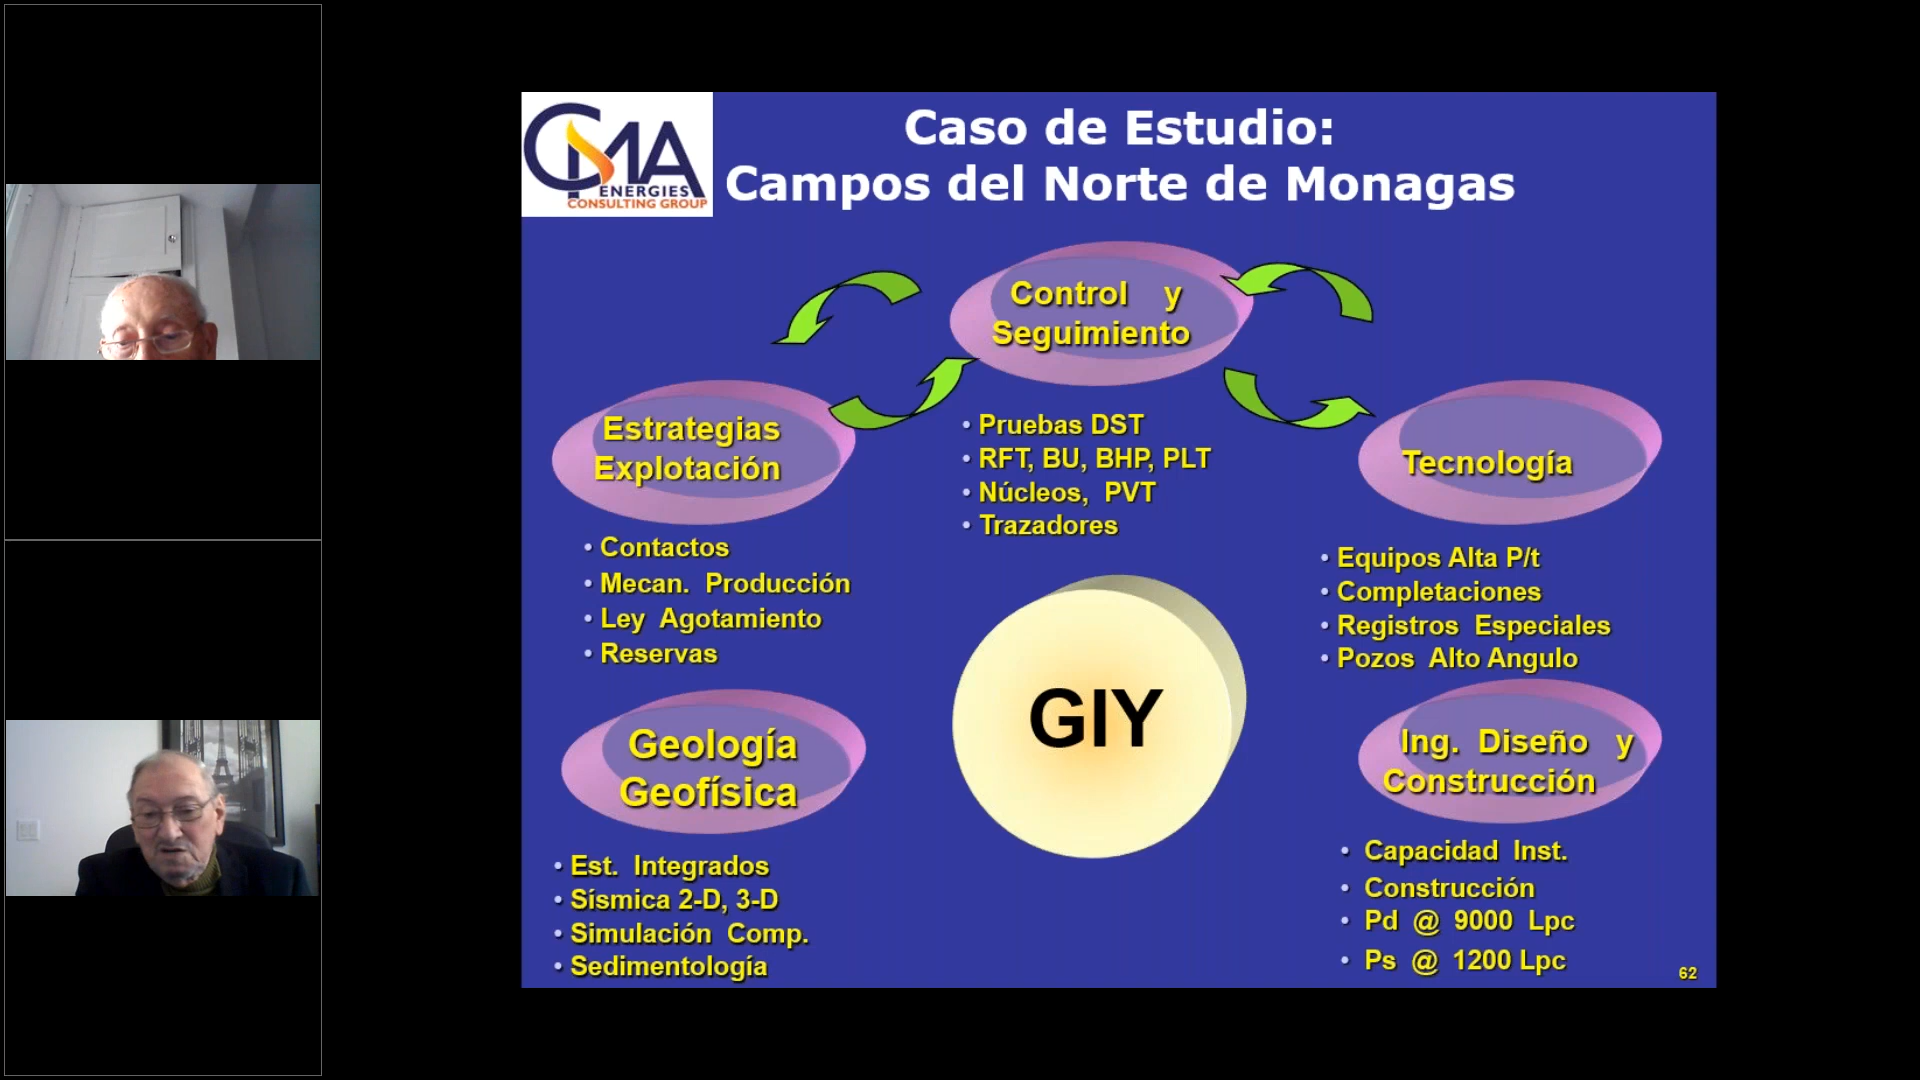 CMA
ENERGIES
CONSULTING GROUP
Caso de Estudio:
Campos del Norte de Monagas
Control y
Seguimiento
• Pruebas DST
• RFT, BU, BHP, PLT
• Núcleos, PVT
• Trazadores
Estrategias
Explotación
• Contactos
• Mecan. Producción
• Ley Agotamiento
• Reservas
Tecnología
• Equipos Alta P/t
• Completaciones
• Registros Especiales
• Pozos Alto Angulo
GIY
Geología
Geofísica
• Est. Integrados
• Sísmica 2-D, 3-D
• Simulación Comp.
• Sedimentología
Ing. Diseño y
Construcción
• Capacidad Inst.
• Construcción
• Pd @ 9000 Lpc
• Ps @ 1200 Lpc
62